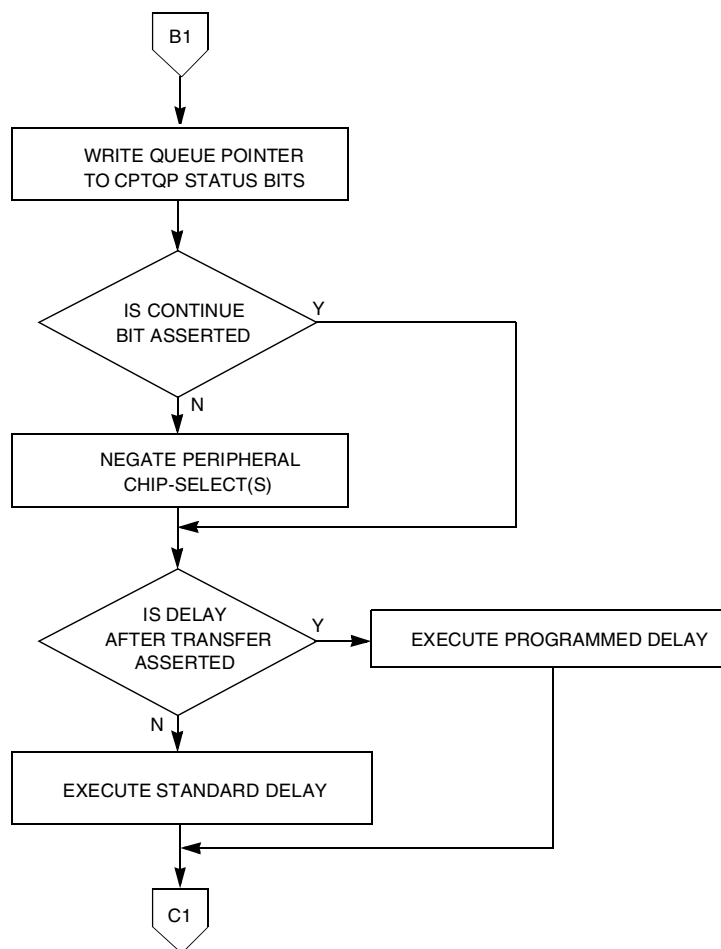 B1
WRITE QUEUE POINTER
TO CPTQP STATUS BITS
IS CONTINUE
BIT ASSERTED
Y
N
NEGATE PERIPHERAL
CHIP-SELECT(S)
IS DELAY
AFTER TRANSFER
ASSERTED
Y
EXECUTE PROGRAMMED DELAY
N
EXECUTE STANDARD DELAY
C1